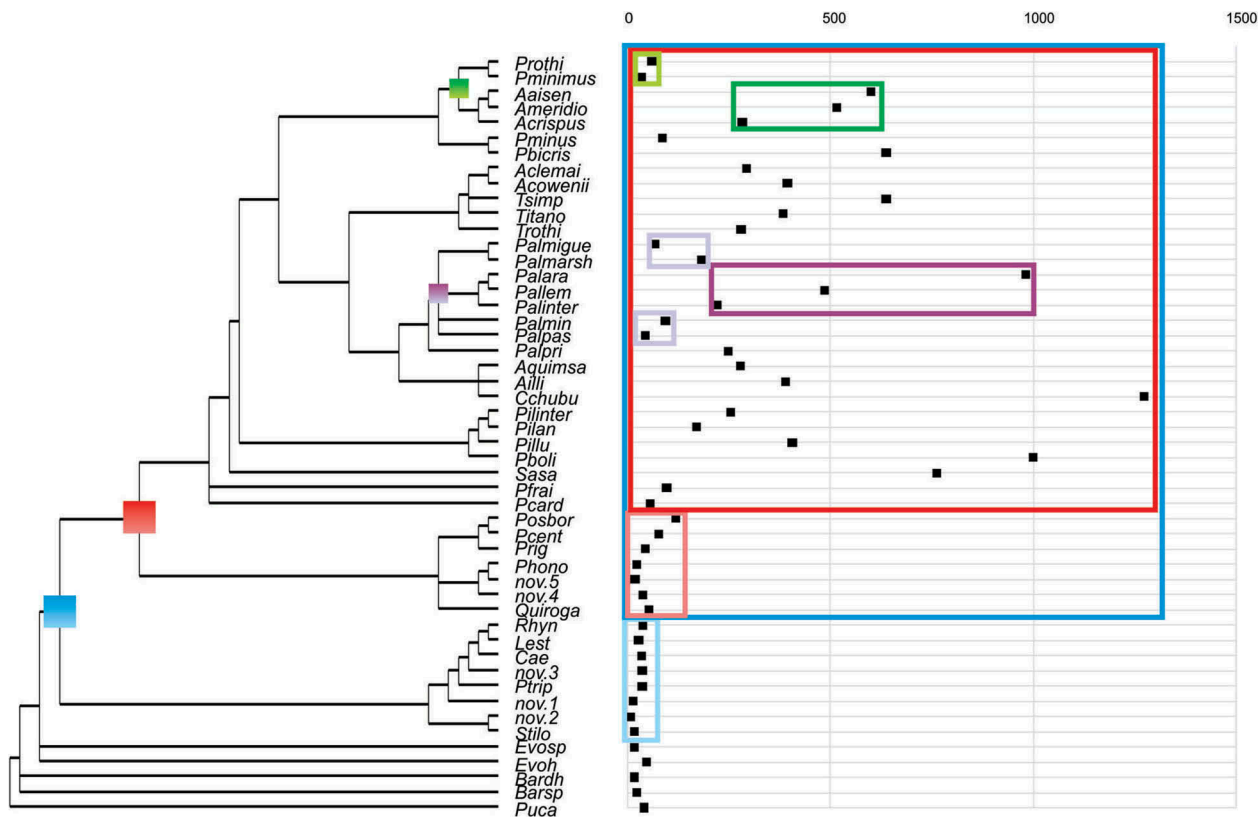 0 500 1000 1500
Prothi
Pminimus
Aaisen
Ameridio
Acrispus
Pminus
Pbicris
Aclemai
Acowenii
Tsimp
Titano
Trothi
Palmigue
Palmarsh
Palara
Pallem
Palinter
Palmin
Palpas
Palpri
Aquimsa
Ailli
Cchubu
Pilinter
Pilan
Pillu
Pboli
Sasa
Pfrai
Pcard
Posbor
Pcent
Prig
Phono
nov.5
nov.4
Quiroga
Rhyn
Lest
Cae
nov.3
Ptrip
nov.1
nov.2
Stilo
Evosp
Evoh
Bardh
Barsp
Puca